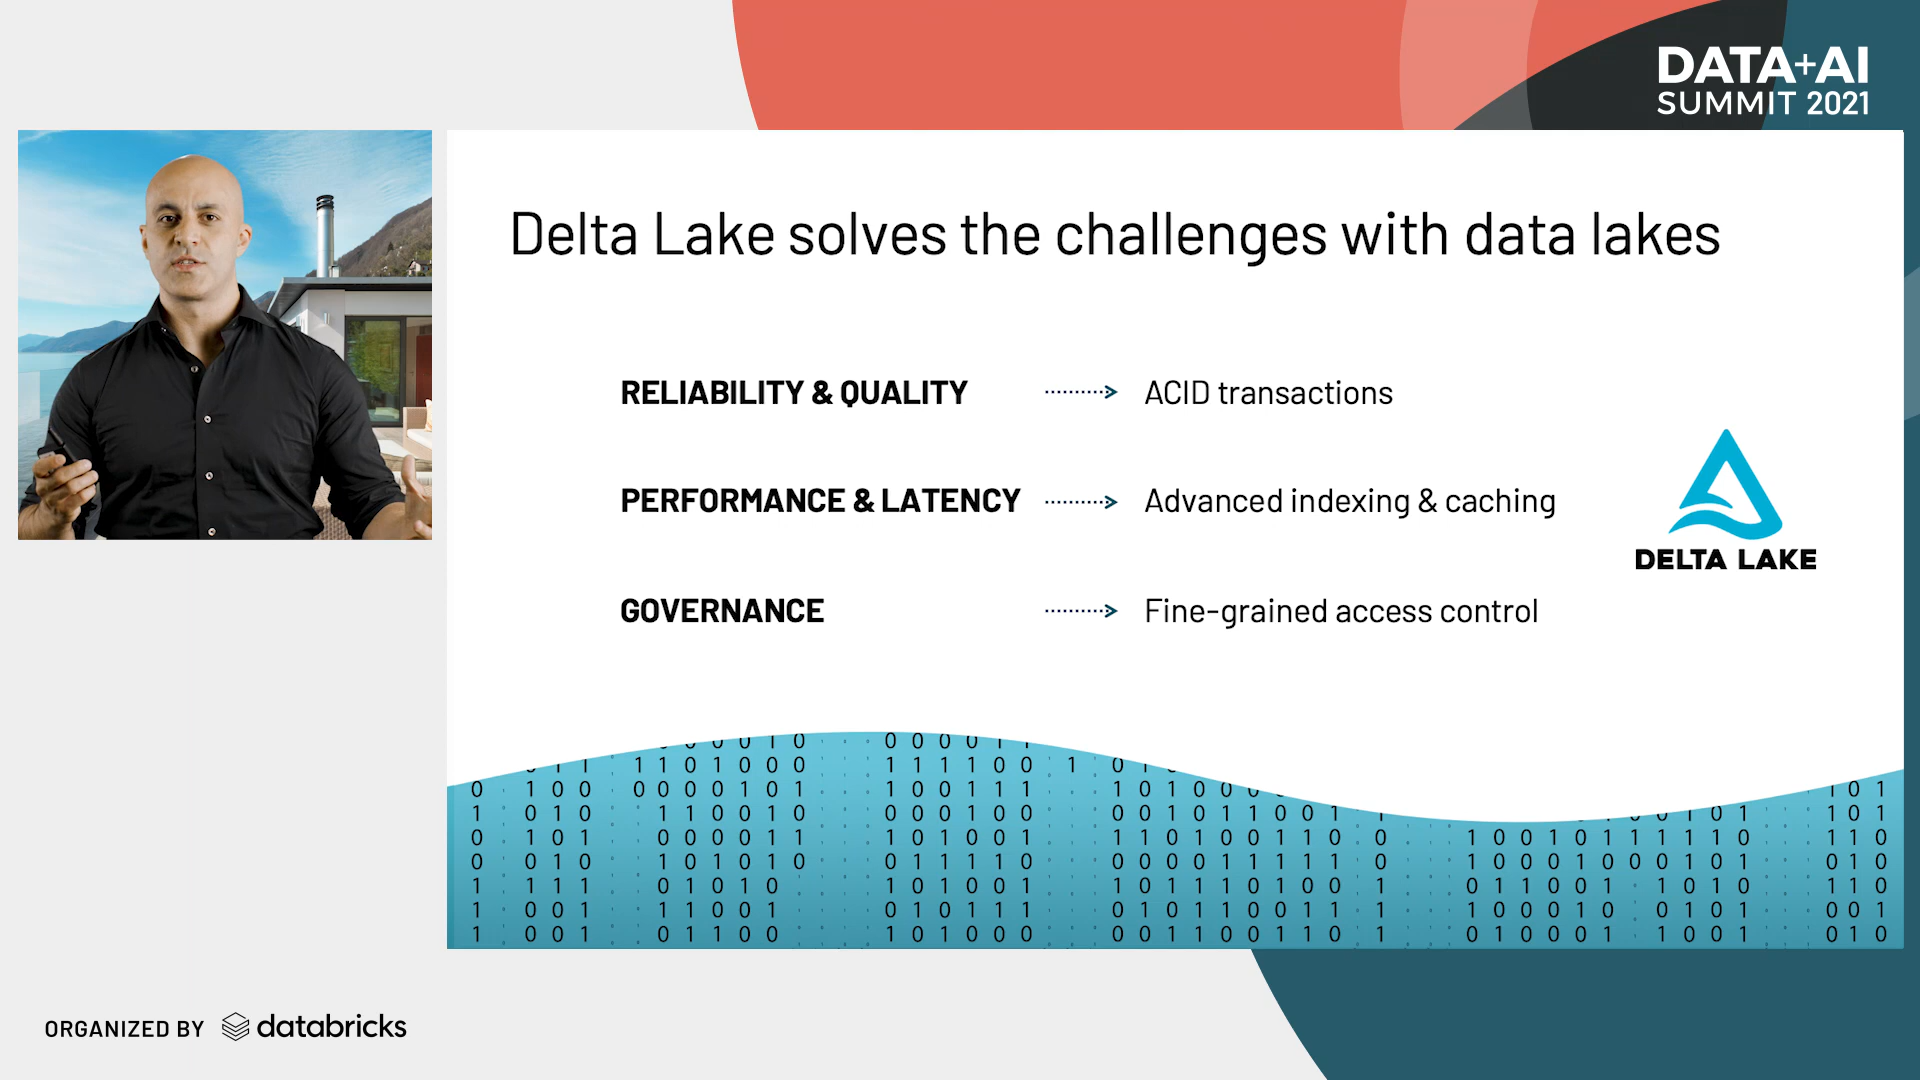 DATA+AI
SUMMIT 2021
Delta Lake solves the challenges with data lakes
RELIABILITY & QUALITY
ACID transactions
PERFORMANCE & LATENCY
Advanced indexing & caching
GOVERNANCE
Fine-grained access control
DELTA LAKE
ORGANIZED BY databricks